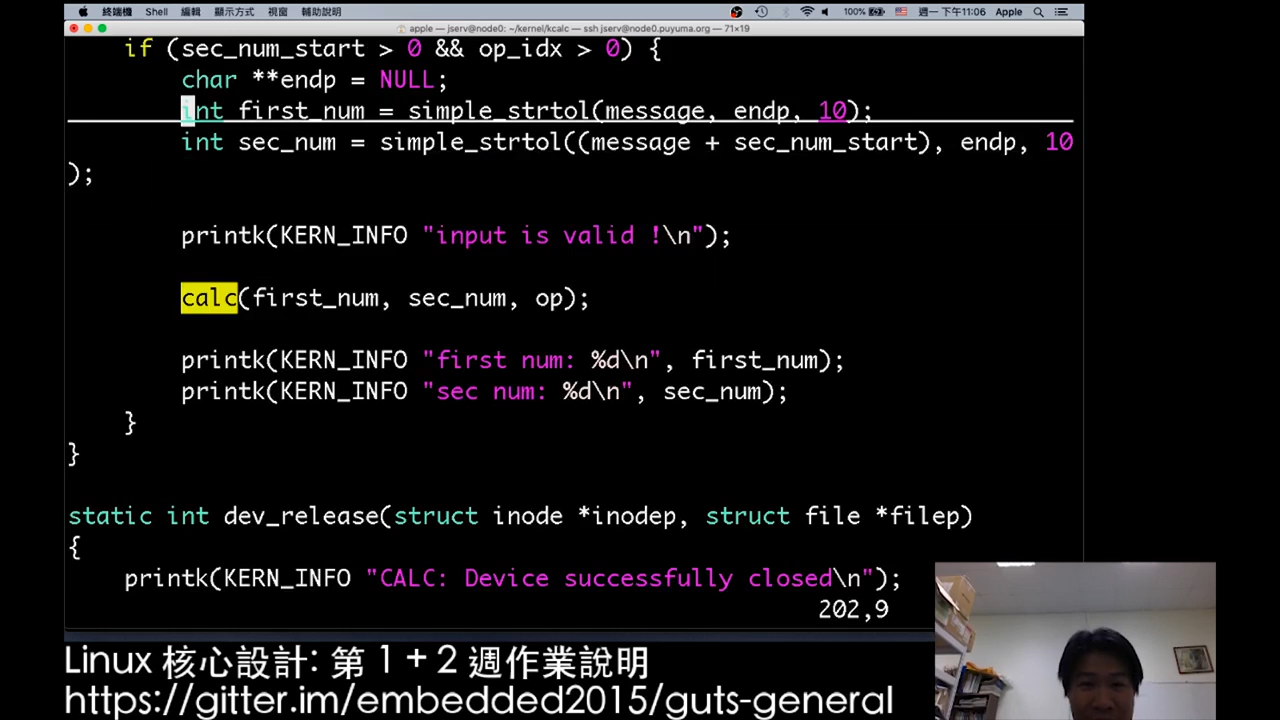 終端機 Shell 編輯 顯示方式 視窗 輔助說明 100% 週一 下午11:06 Apple
apple — jserv@node0: ~/kernel/kcalc — ssh jserv@node0.puyuma.org — 71×19
if (sec_num_start > 0 && op_idx > 0) {
char **endp = NULL;
int first_num = simple_strtol(message, endp, 10);
int sec_num = simple_strtol((message + sec_num_start), endp, 10
);
printk(KERN_INFO "input is valid !\n");
calc(first_num, sec_num, op);
printk(KERN_INFO "first num: %d\n", first_num);
printk(KERN_INFO "sec num: %d\n", sec_num);
}
}
static int dev_release(struct inode *inodep, struct file *filep)
{
printk(KERN_INFO "CALC: Device successfully closed\n");
202,9
Linux 核心設計: 第 1 + 2 週作業說明
https://gitter.im/embedded2015/guts-general